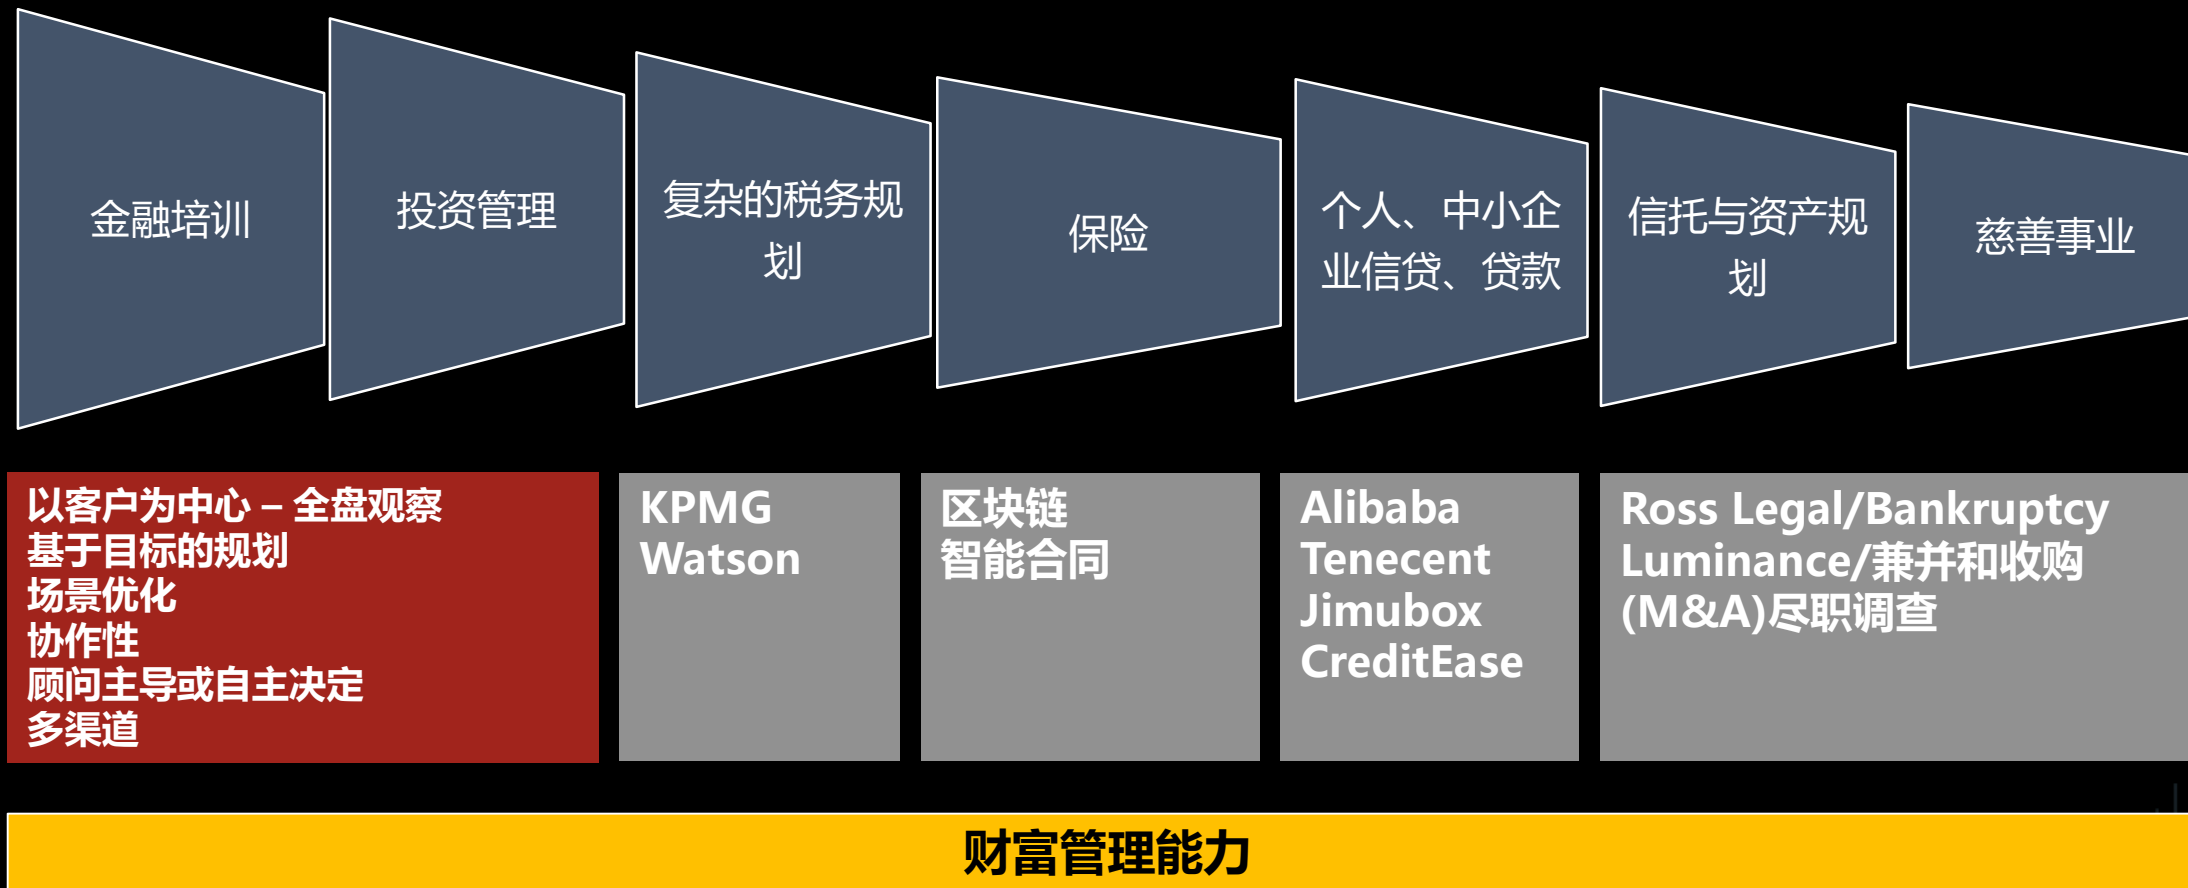 金融培训
投资管理
复杂的税务规
划
保险
个人、中小企
业信贷、贷款
信托与资产规
划
慈善事业
以客户为中心 – 全盘观察
基于目标的规划
场景优化
协作性
顾问主导或自主决定
多渠道
KPMG
Watson
区块链
智能合同
Alibaba
Tenecent
Jimubox
CreditEase
Ross Legal/Bankruptcy
Luminance/兼并和收购
(M&A)尽职调查
财富管理能力